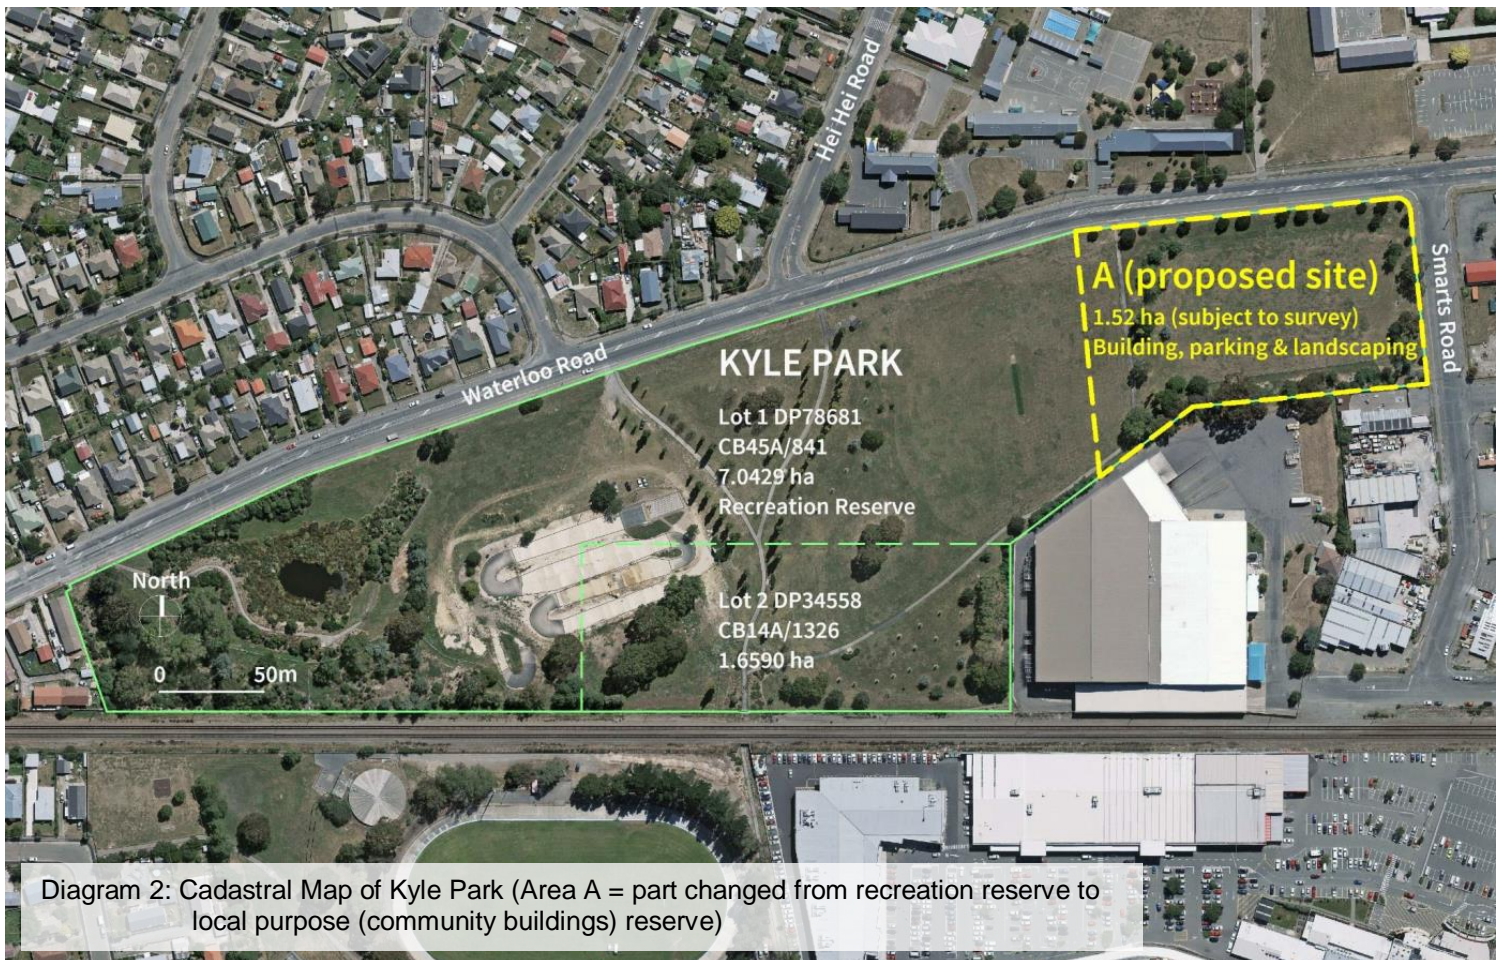 Hei Hei Road
A (proposed site)
1.52 ha (subject to survey)
Building, parking & landscaping
Smarts Road
Waterloo Road
KYLE PARK
Lot 1 DP78681
CB45A/841
7.0429 ha
Recreation Reserve
North
0 50m
Lot 2 DP34558
CB14A/1326
1.6590 ha
Diagram 2: Cadastral Map of Kyle Park (Area A = part changed from recreation reserve to
local purpose (community buildings) reserve)